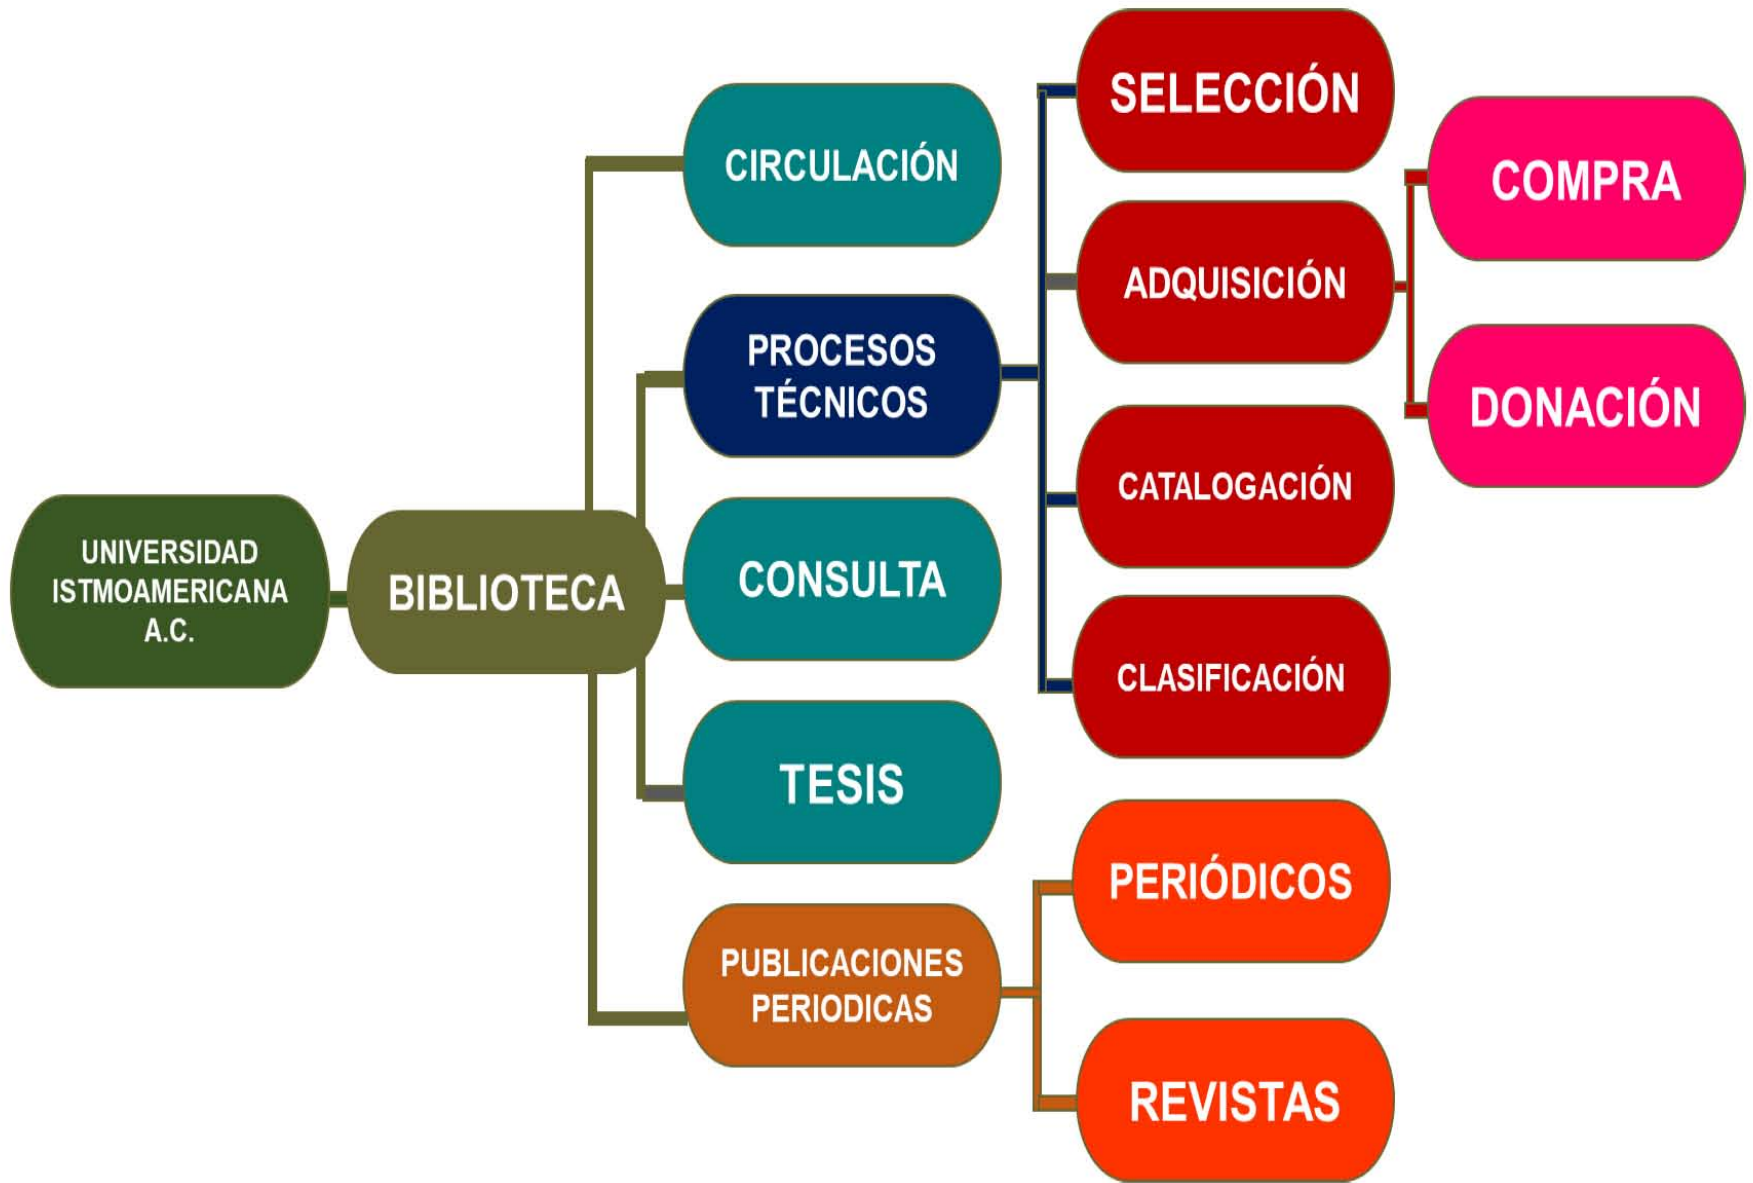 UNIVERSIDAD
ISTMOAMERICANA
A.C.
BIBLIOTECA
CIRCULACIÓN
PROCESOS
TÉCNICOS
CONSULTA
TESIS
PUBLICACIONES
PERIODICAS
SELECCIÓN
ADQUISICIÓN
CATALOGACIÓN
CLASIFICACIÓN
PERIÓDICOS
REVISTAS
COMPRA
DONACIÓN